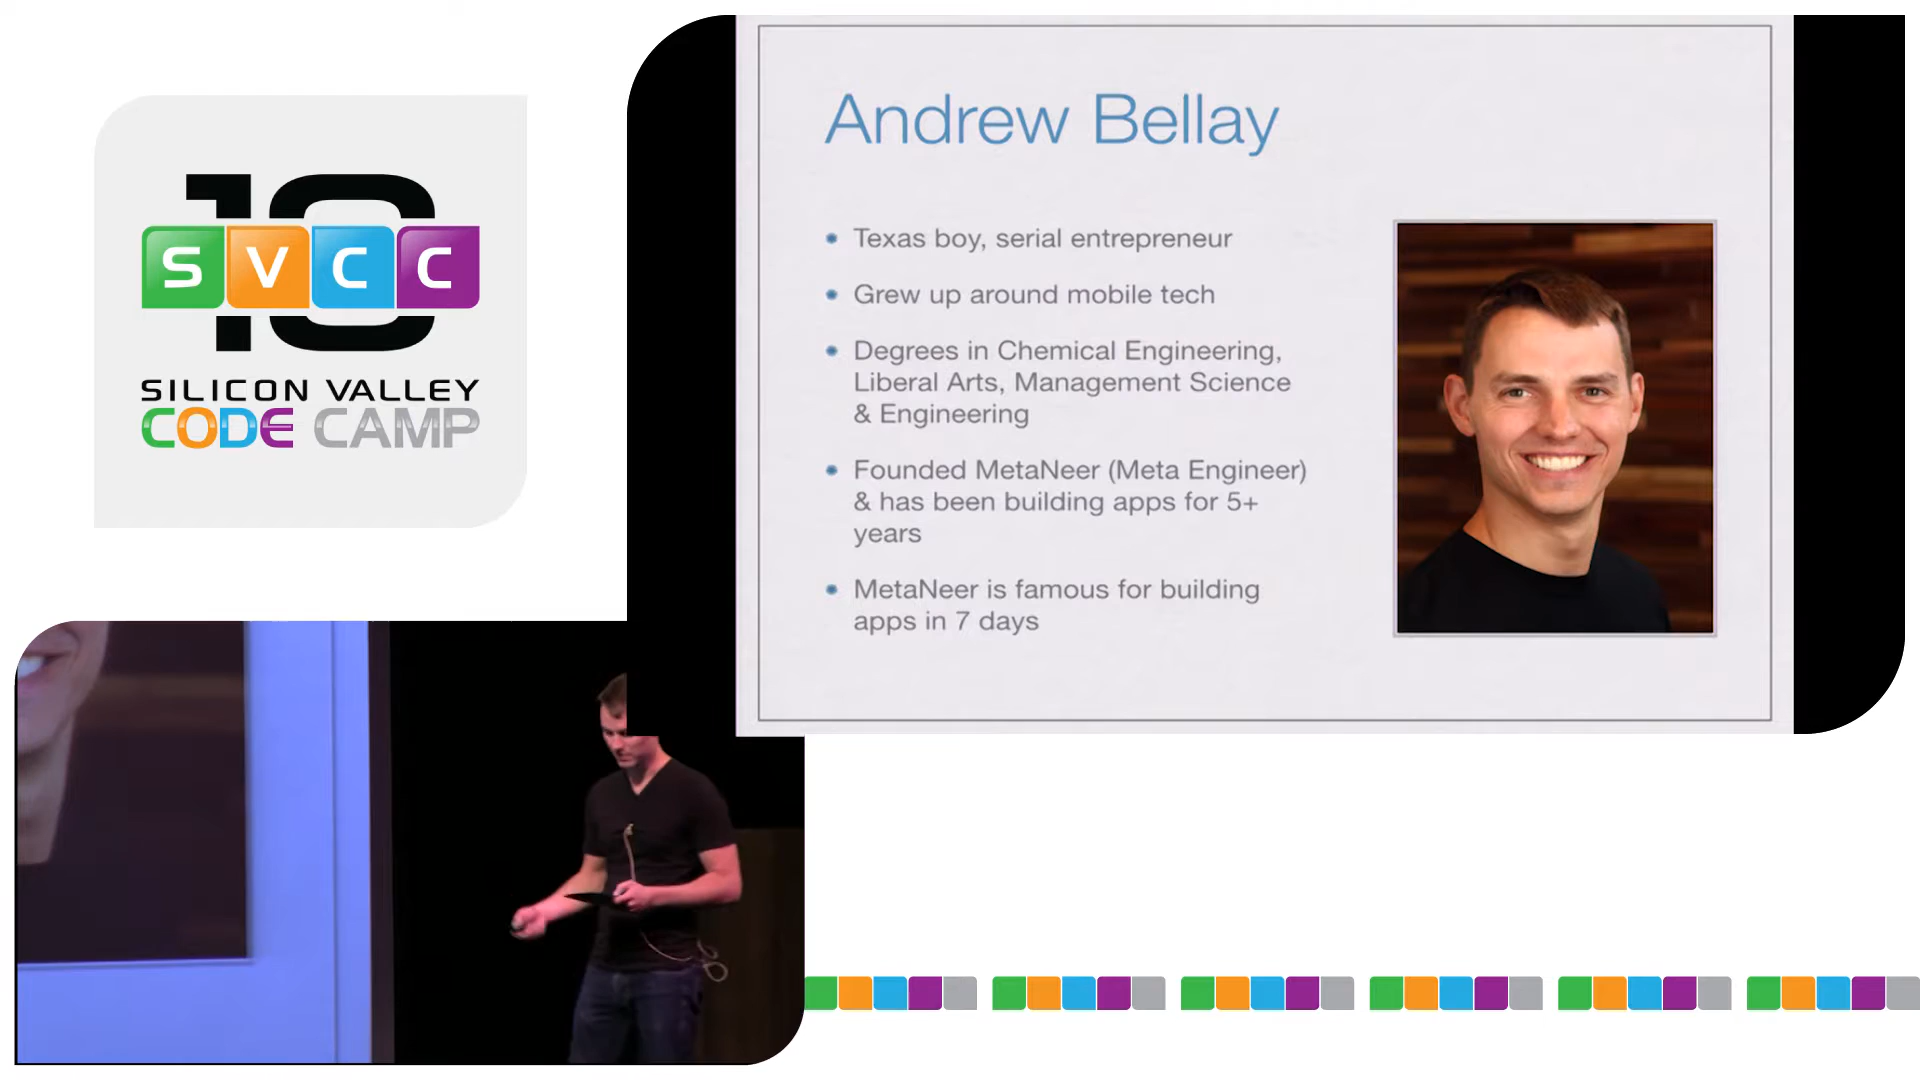 10
SVCC
SILICON VALLEY
CODE CAMP
Andrew Bellay
Texas boy, serial entrepreneur
Grew up around mobile tech
Degrees in Chemical Engineering,
Liberal Arts, Management Science
& Engineering
Founded MetaNeer (Meta Engineer)
& has been building apps for 5+
years
MetaNeer is famous for building
apps in 7 days